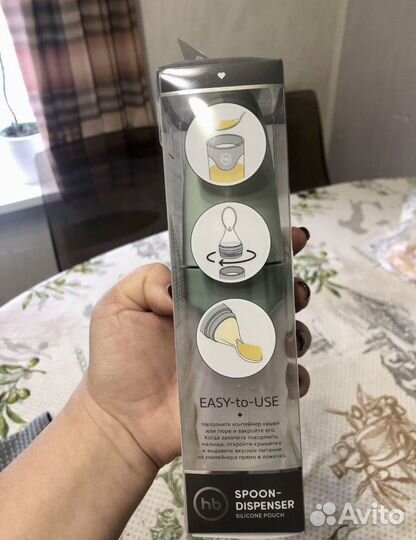 hb
EASY-to-USE
Наполните контейнер кашей
или пюре и закройте его.
Когда захотите покормить
малыша, откройте крышечку
и выдавите вкусное питание
из контейнера прямо в ложечку.
hb
SPOON-
DISPENSER
SILICONE POUCH
Avito